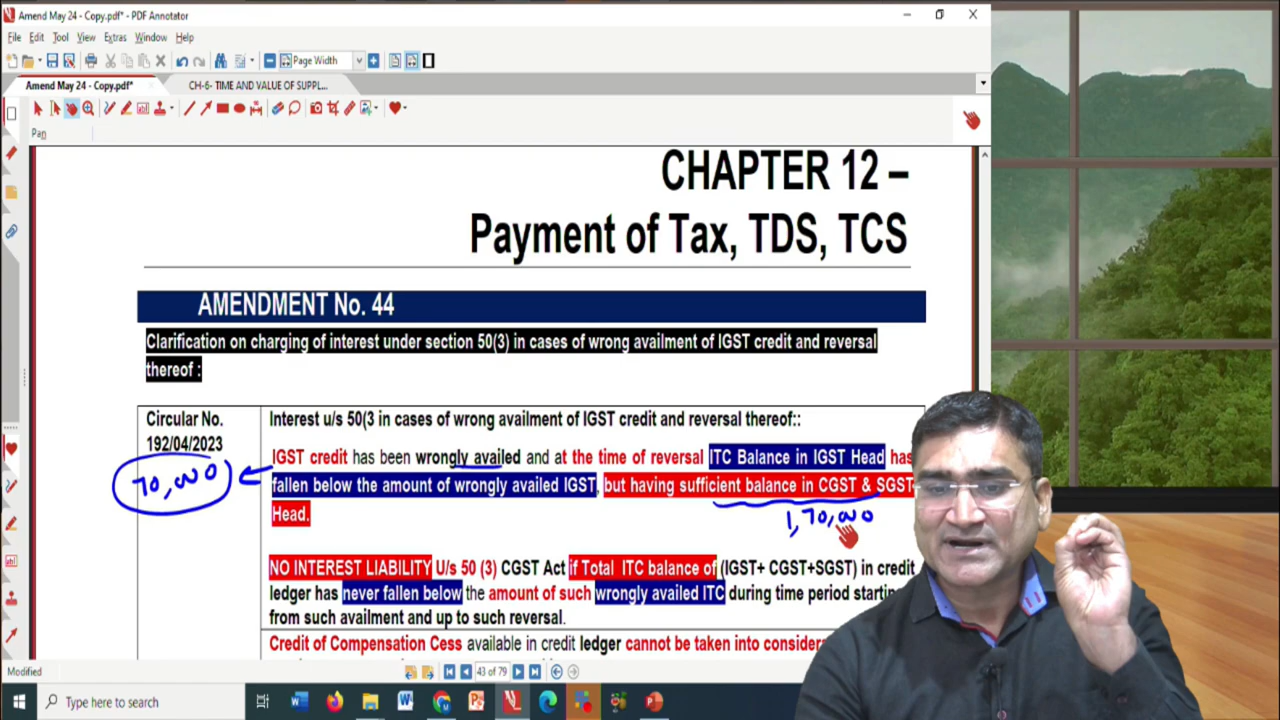 Amend May 24 - Copy.pdf* - PDF Annotator
File Edit Tool View Extras Window Help
Page Width
Amend May 24 - Copy.pdf* CH-6- TIME AND VALUE OF SUPPL...
Pan
CHAPTER 12 –
Payment of Tax, TDS, TCS
AMENDMENT No. 44
Clarification on charging of interest under section 50(3) in cases of wrong availment of IGST credit and reversal
thereof :
Circular No.
192/04/2023
70,000
Interest u/s 50(3 in cases of wrong availment of IGST credit and reversal thereof::
IGST credit has been wrongly availed and at the time of reversal ITC Balance in IGST Head has
fallen below the amount of wrongly availed IGST, but having sufficient balance in CGST & SGST
Head.
1,70,000
NO INTEREST LIABILITY U/s 50 (3) CGST Act if Total ITC balance of (IGST+ CGST+SGST) in credit
ledger has never fallen below the amount of such wrongly availed ITC during time period
from such availment and up to such reversal.
Credit of Compensation Cess available in credit ledger cannot be taken into
Modified
43 of 79
Type here to search